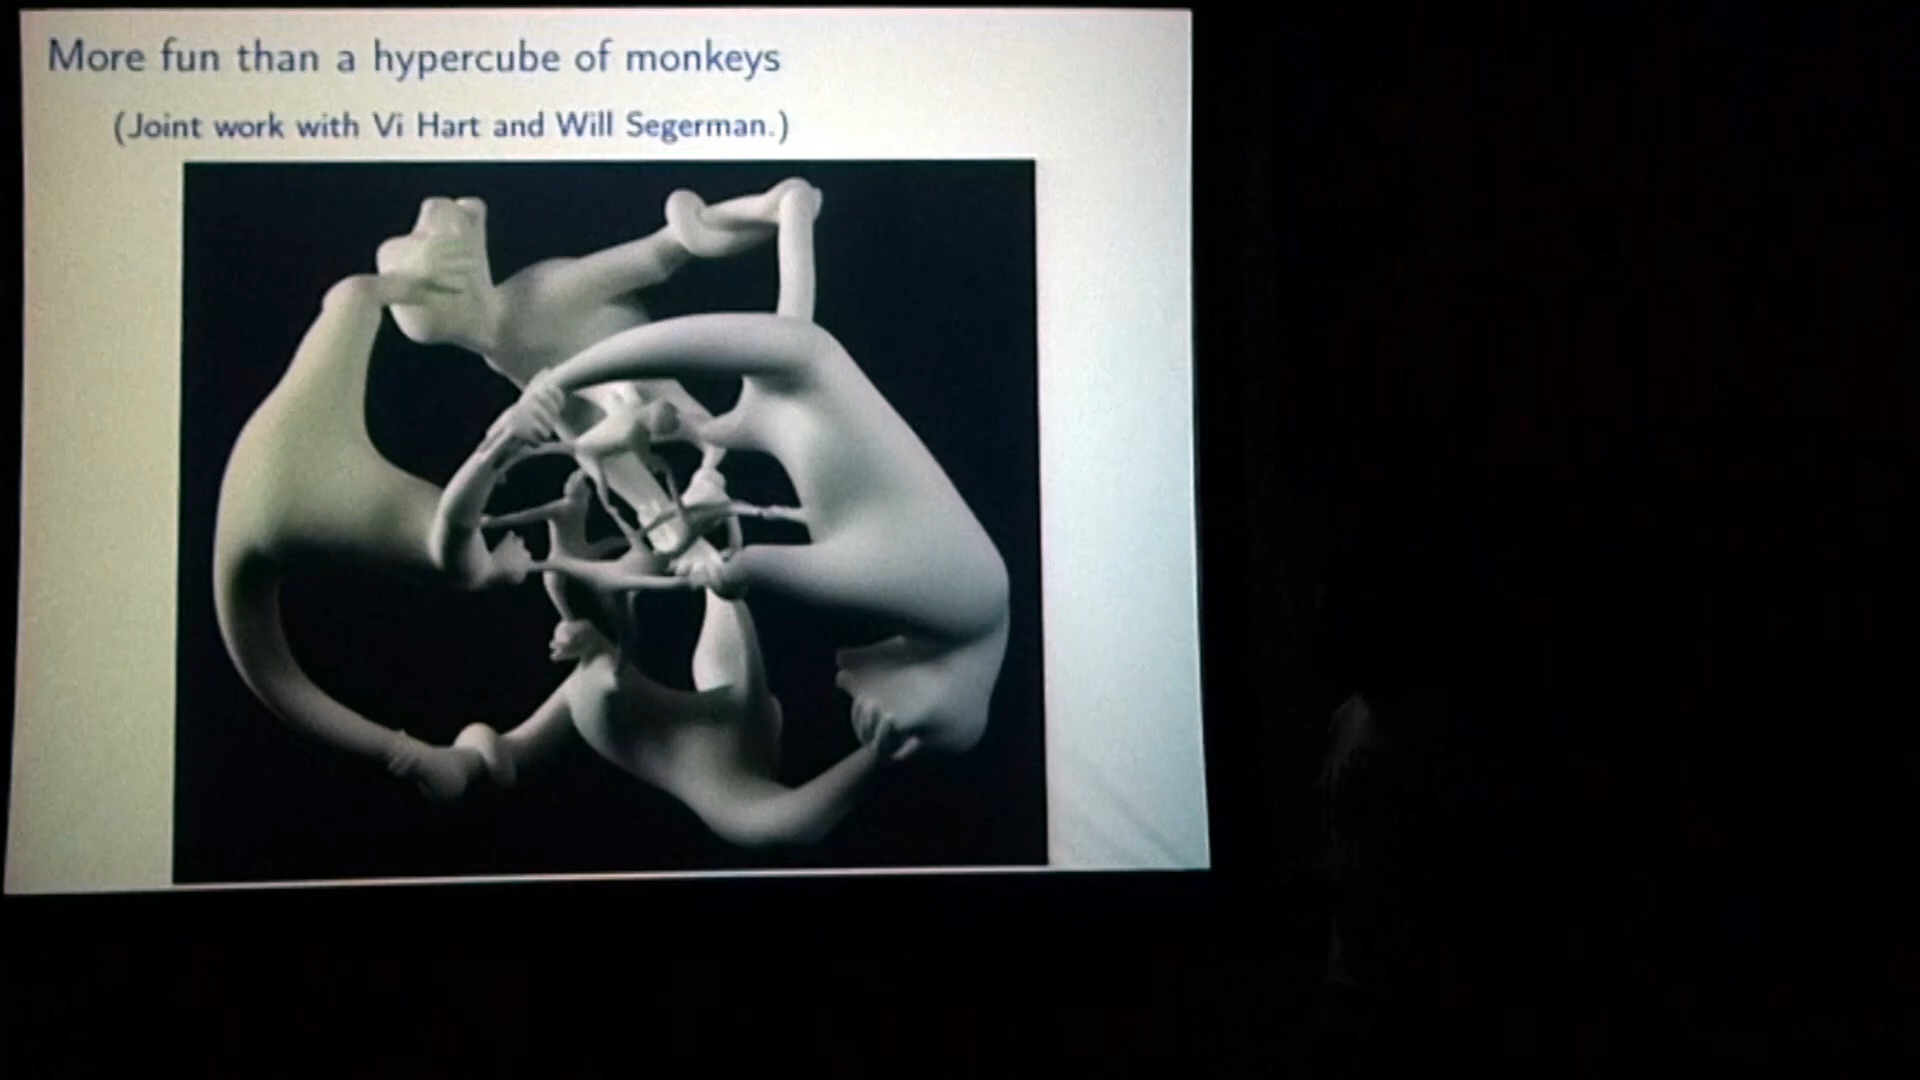 More fun than a hypercube of monkeys
(Joint work with Vi Hart and Will Segerman.)